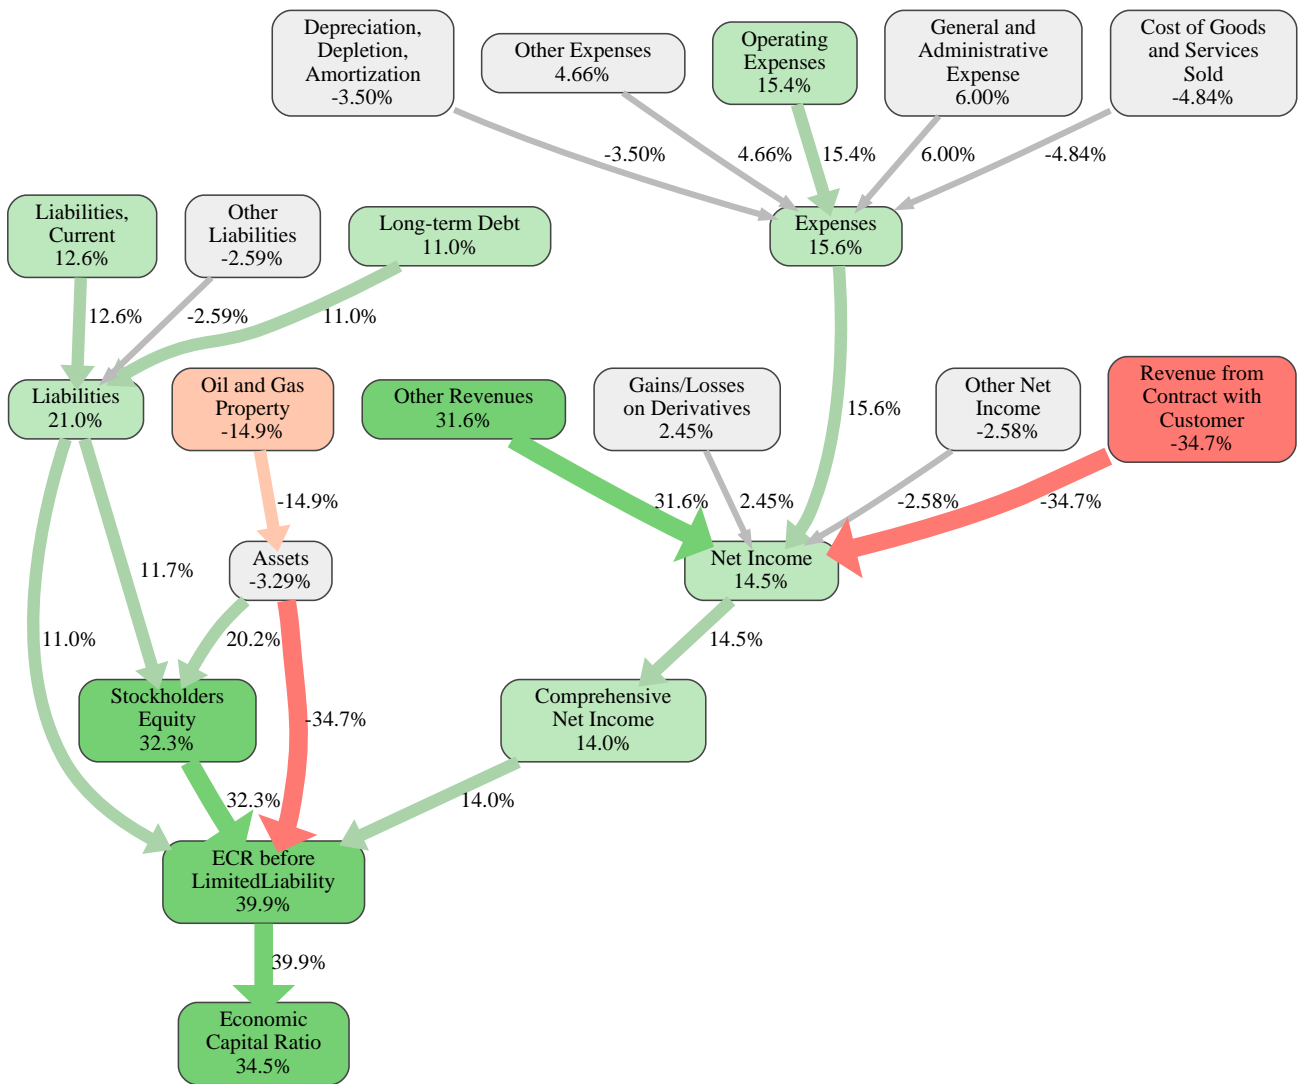 Depreciation,
Depletion,
Amortization
-3.50%
Other Expenses
4.66%
Operating
Expenses
15.4%
General and
Administrative
Expense
6.00%
Cost of Goods
and Services
Sold
-4.84%
-3.50%
4.66%
15.4%
6.00%
-4.84%
Liabilities,
Current
12.6%
Other
Liabilities
-2.59%
Long-term Debt
11.0%
Expenses
15.6%
12.6%
-2.59%
11.0%
Liabilities
21.0%
Oil and Gas
Property
-14.9%
Other Revenues
31.6%
Gains/Losses
on Derivatives
2.45%
15.6%
Other Net
Income
-2.58%
Revenue from
Contract with
Customer
-34.7%
-14.9%
31.6%
2.45%
-2.58%
-34.7%
11.7%
Assets
-3.29%
Net Income
14.5%
11.0%
20.2%
14.5%
Stockholders
Equity
32.3%
-34.7%
Comprehensive
Net Income
14.0%
32.3%
14.0%
ECR before
LimitedLiability
39.9%
39.9%
Economic
Capital Ratio
34.5%